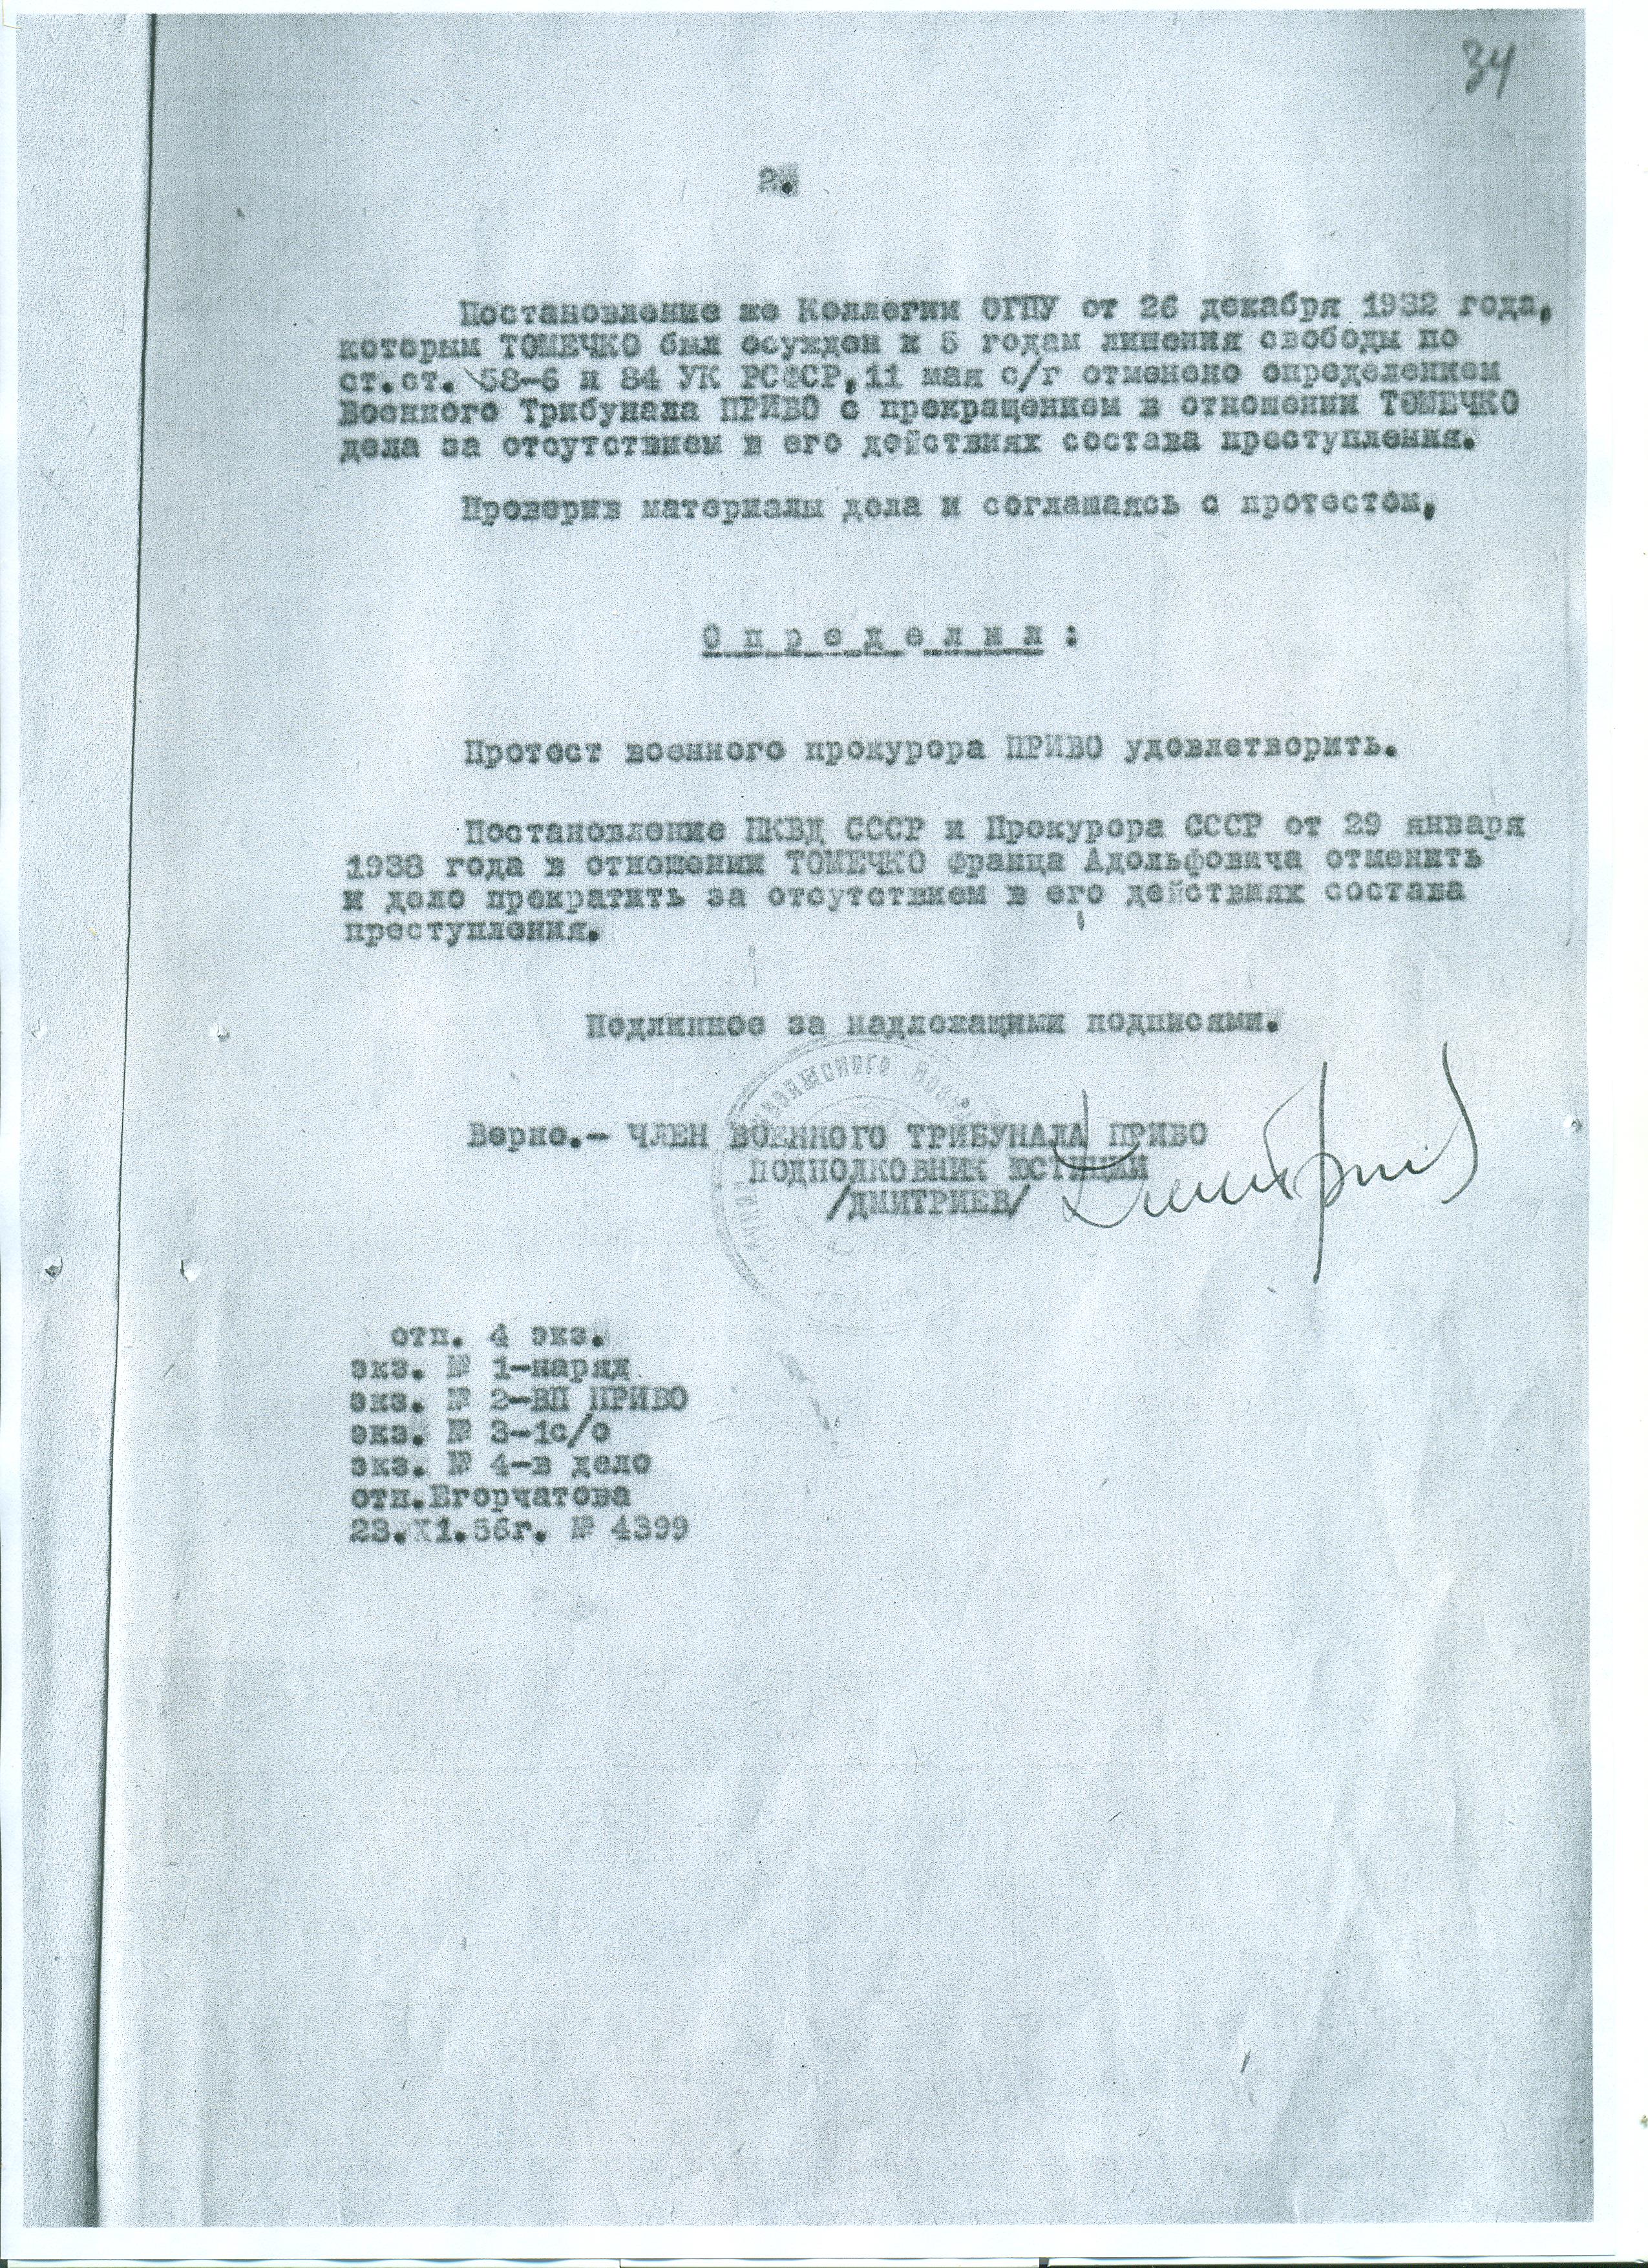 34
2.
Постановление же Коллегии ОГПУ от 26 декабря 1932 года,
которым ТОМЕЧКО был осужден к 5 годам лишения свободы по
ст.ст. 58-6 и 84 УК РСФСР, 11 мая с/г отменено определением
Военного Трибунала ПРИВО с прекращением в отношении ТОМЕЧКО
дела за отсутствием в его действиях состава преступления.
Проверив материалы дела и соглашаясь с протестом,
О п р е д е л и л :
Протест военного прокурора ПРИВО удовлетворить.
Постановление НКВД СССР и Прокурора СССР от 29 января
1938 года в отношении ТОМЕЧКО Франца Адольфовича отменить
и дело прекратить за отсутствием в его действиях состава
преступления.
Подлинное за надлежащими подписями.
Верно.- ЧЛЕН ВОЕННОГО ТРИБУНАЛА ПРИВО
ПОДПОЛКОВНИК ЮСТИЦИИ
/ДМИТРИЕВ/ Дмитриев
отп. 4 экз.
экз. № 1-наряд
экз. № 2-ВП ПРИВО
экз. № 3-1с/о
экз. № 4-в дело
отп.Егорчатова
23.XI.56г. № 4399